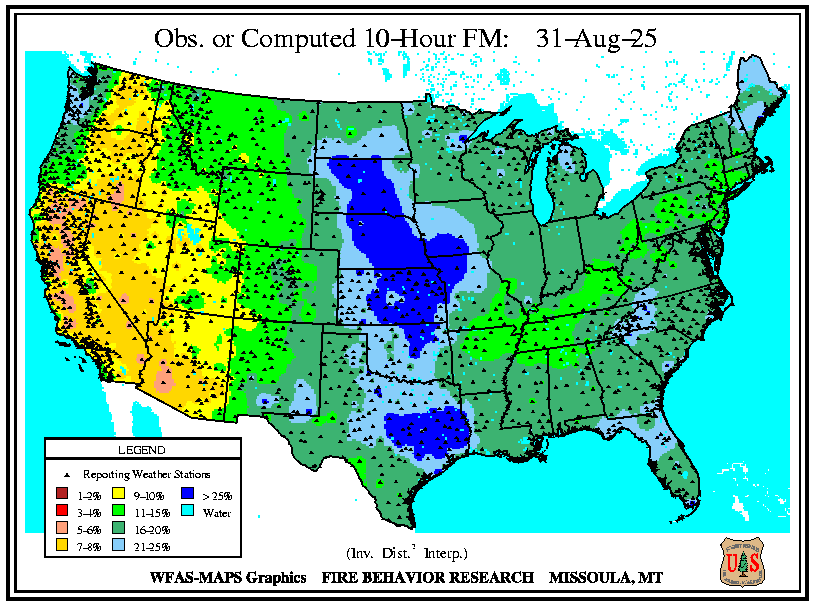 Obs. or Computed 10-Hour FM: 31-Aug-25
LEGEND
Reporting Weather Stations
1-2% 9-10% > 25%
3-4% 11-15% Water
5-6% 16-20%
7-8% 21-25%
(Inv. Dist.² Interp.)
WFAS-MAPS Graphics FIRE BEHAVIOR RESEARCH MISSOULA, MT
U S